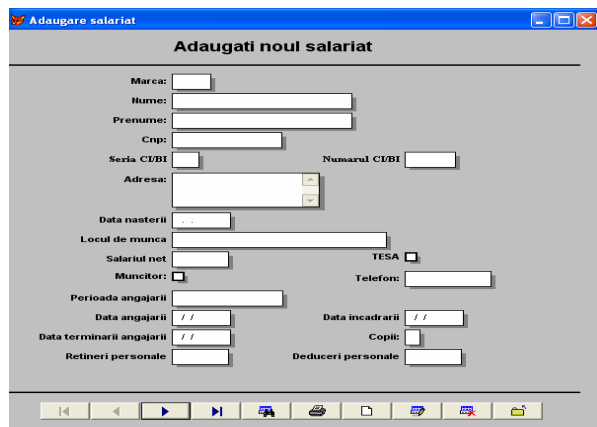 Adaugare salariat
Adaugati noul salariat
Marca:
Nume:
Prenume:
Cnp:
Seria CI/BI Numarul CI/BI
Adresa:
Data nasterii . .
Locul de munca
Salariul net TESA
Muncitor: Telefon:
Perioada angajarii
Data angajarii / / Data incadrarii / /
Data terminarii angajarii / / Copii:
Retineri personale Deduceri personale